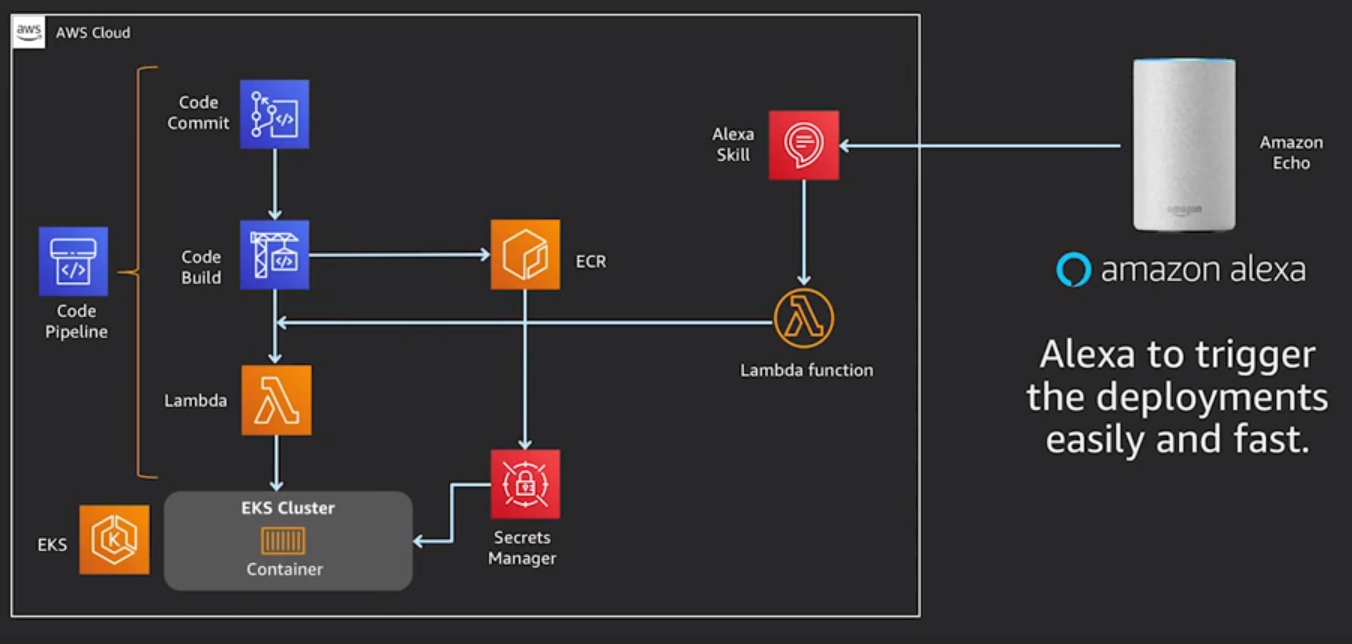 aws
AWS Cloud
Code
Commit
Code
Build
Code
Pipeline
Lambda
EKS
EKS Cluster
Container
ECR
Secrets
Manager
Alexa
Skill
Lambda function
Amazon
Echo
amazon
amazon alexa
Alexa to trigger
the deployments
easily and fast.